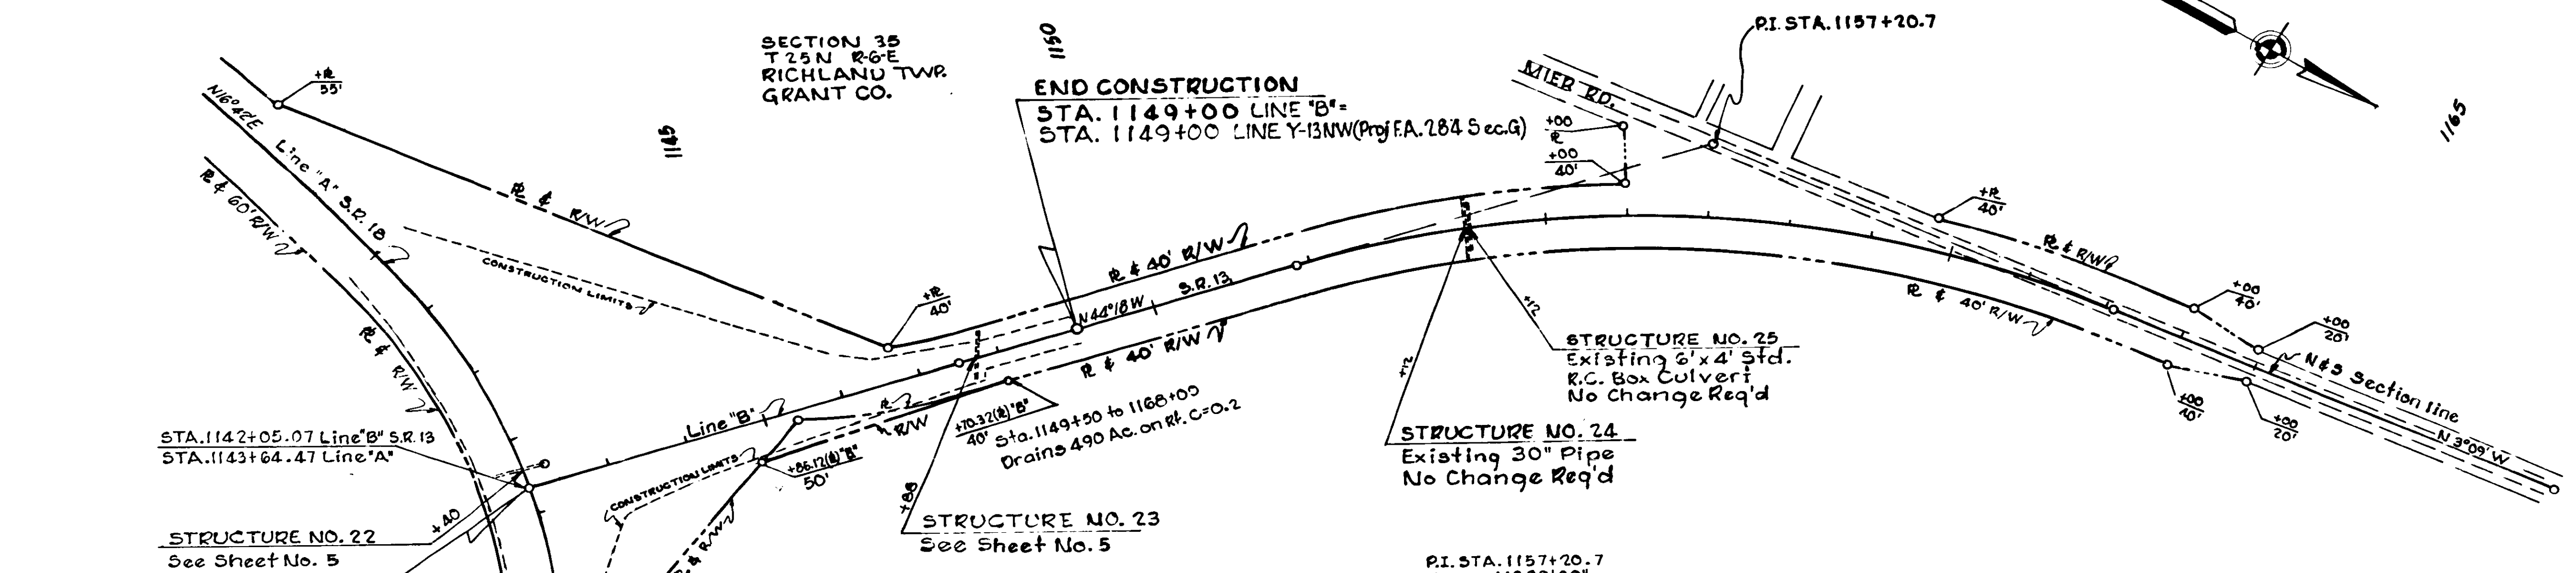 P.I. STA. 1157+20.7
SECTION 35
T 25N R-6-E
RICHLAND TWP.
GRANT CO.
1150
1145
1165
END CONSTRUCTION
STA. 1149+00 LINE "B"=
STA. 1149+00 LINE Y-13NW (Proj F.A. 284 Sec. G)
MIER RD.
+00
℄
+00
40'
+℄
55'
N16°42'E
Line "A" S.R. 18
℄ & 60' R/W
℄ & R/W
CONSTRUCTION LIMITS
℄ & R/W
+℄
40'
℄ & 40' R/W
N44°18'W
S.R. 13
℄ & 40' R/W
+℄
40'
℄ & R/W
+00
40'
+00
20'
℄ & 40' R/W
N & S Section line
N 3°09' W
+00
40'
+00
20'
+12
+12
STRUCTURE NO. 25
Existing 6' x 4' Std.
R.C. Box Culvert
No Change Req'd
STRUCTURE NO. 24
Existing 30" Pipe
No Change Req'd
Line "B"
R/W
+70.32(℄) "B"
40'
Sta. 1149+50 to 1168+00
Drains 490 Ac. on Rt. C=0.2
CONSTRUCTION LIMITS
+86.12(℄) "B"
50'
& R/W
+88
STRUCTURE NO. 23
See Sheet No. 5
STA. 1142+05.07 Line "B" S.R. 13
STA. 1143+64.47 Line "A"
+40
STRUCTURE NO. 22
See Sheet No. 5
P.I. STA. 1157+20.7